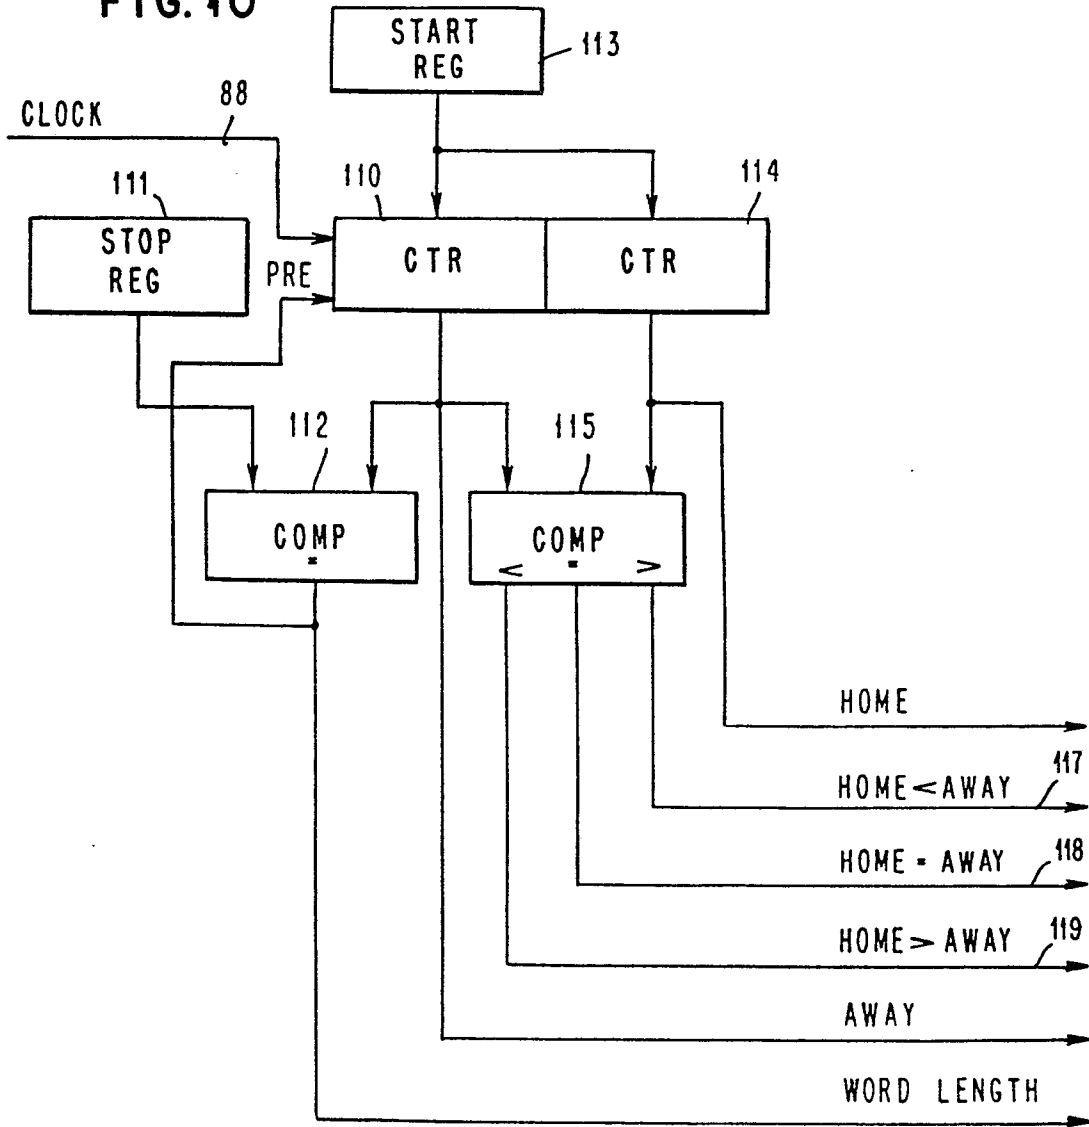 FIG. 10
START
REG
113
CLOCK
88
111
110
114
STOP
REG
PRE
CTR
CTR
112
115
COMP
=
COMP
< = >
HOME
HOME < AWAY
117
HOME = AWAY
118
HOME > AWAY
119
AWAY
WORD LENGTH